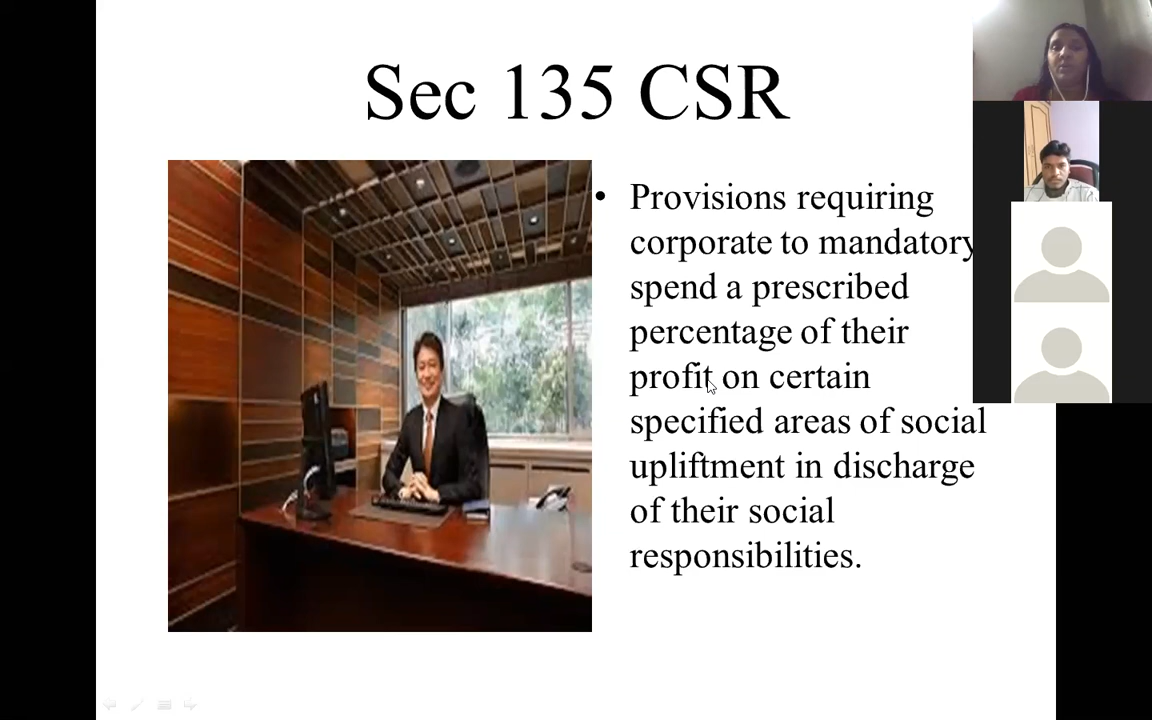 Sec 135 CSR
• Provisions requiring
corporate to mandatory
spend a prescribed
percentage of their
profit on certain
specified areas of social
upliftment in discharge
of their social
responsibilities.